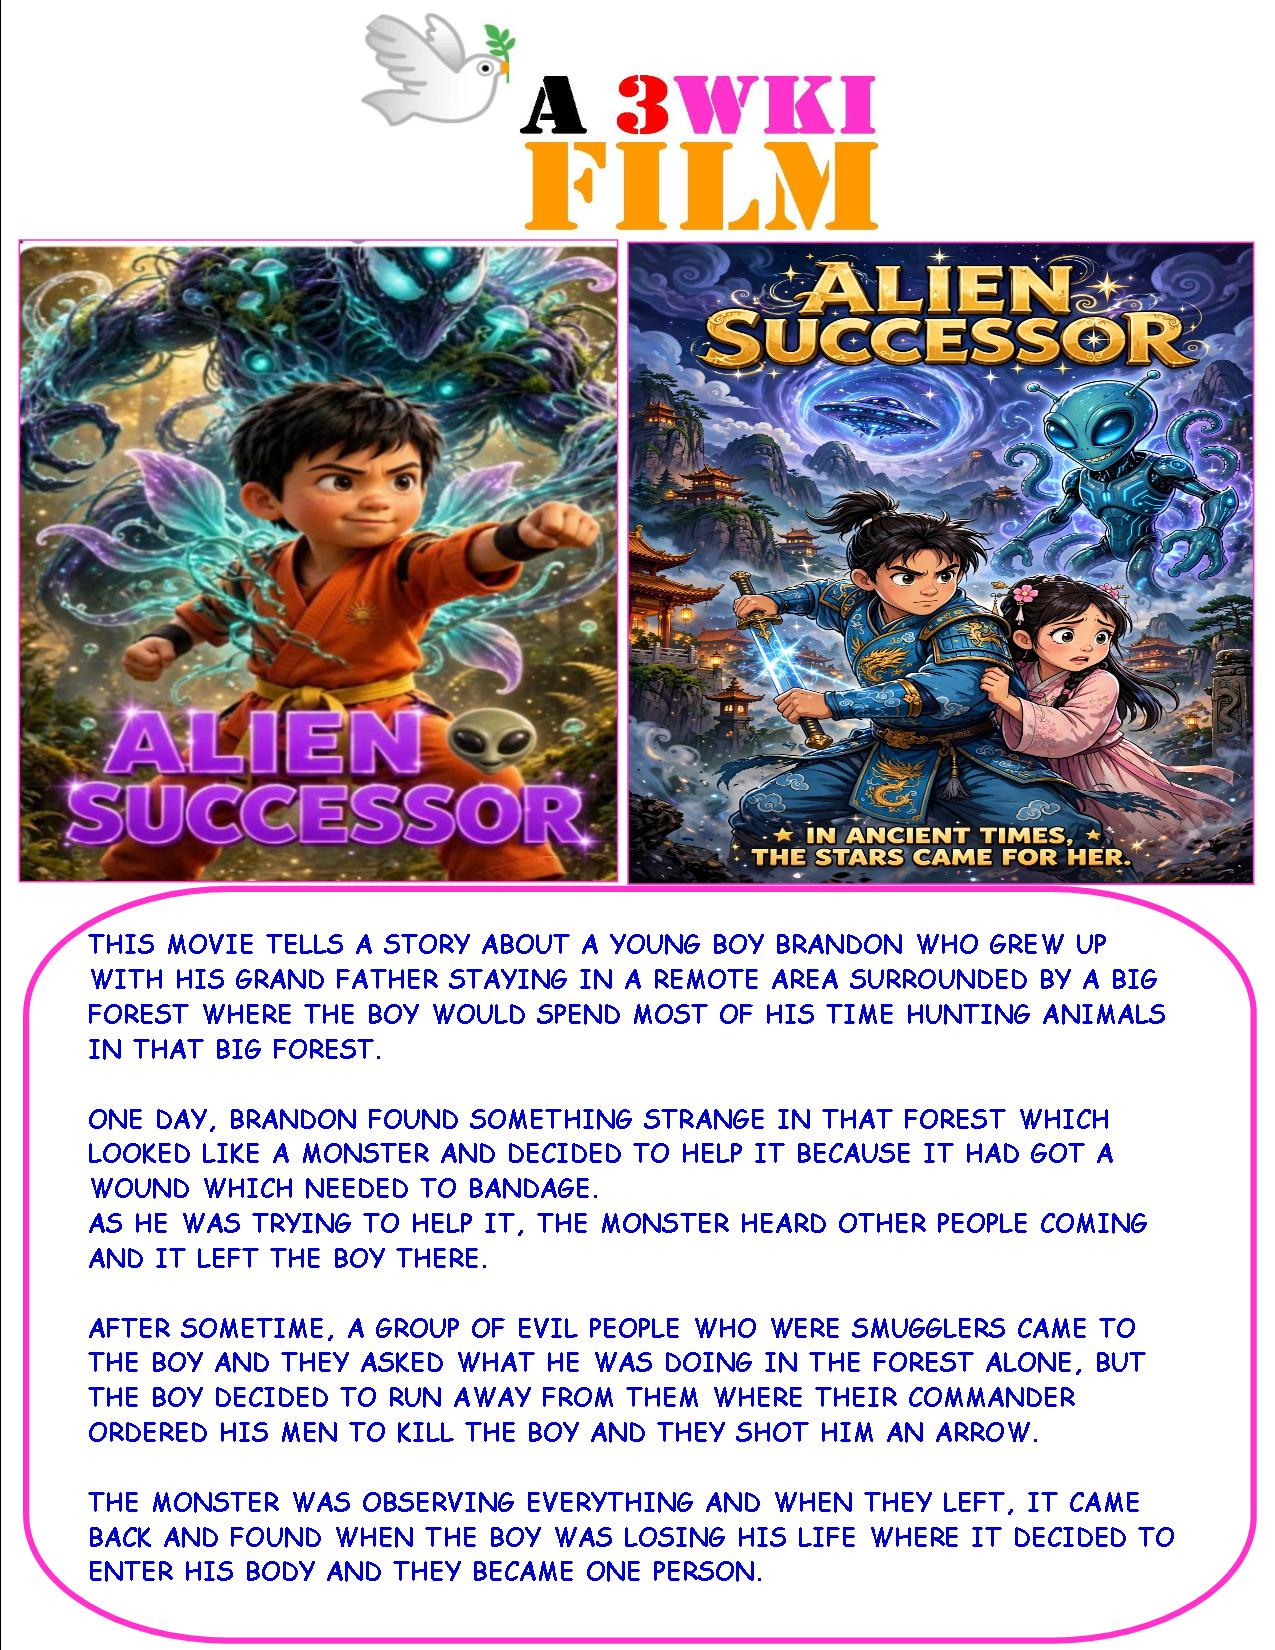 A 3WKI
FILM
ALIEN
SUCCESSOR
ALIEN
SUCCESSOR
IN ANCIENT TIMES,
THE STARS CAME FOR HER.
THIS MOVIE TELLS A STORY ABOUT A YOUNG BOY BRANDON WHO GREW UP
WITH HIS GRAND FATHER STAYING IN A REMOTE AREA SURROUNDED BY A BIG
FOREST WHERE THE BOY WOULD SPEND MOST OF HIS TIME HUNTING ANIMALS
IN THAT BIG FOREST.
ONE DAY, BRANDON FOUND SOMETHING STRANGE IN THAT FOREST WHICH
LOOKED LIKE A MONSTER AND DECIDED TO HELP IT BECAUSE IT HAD GOT A
WOUND WHICH NEEDED TO BANDAGE.
AS HE WAS TRYING TO HELP IT, THE MONSTER HEARD OTHER PEOPLE COMING
AND IT LEFT THE BOY THERE.
AFTER SOMETIME, A GROUP OF EVIL PEOPLE WHO WERE SMUGGLERS CAME TO
THE BOY AND THEY ASKED WHAT HE WAS DOING IN THE FOREST ALONE, BUT
THE BOY DECIDED TO RUN AWAY FROM THEM WHERE THEIR COMMANDER
ORDERED HIS MEN TO KILL THE BOY AND THEY SHOT HIM AN ARROW.
THE MONSTER WAS OBSERVING EVERYTHING AND WHEN THEY LEFT, IT CAME
BACK AND FOUND WHEN THE BOY WAS LOSING HIS LIFE WHERE IT DECIDED TO
ENTER HIS BODY AND THEY BECAME ONE PERSON.